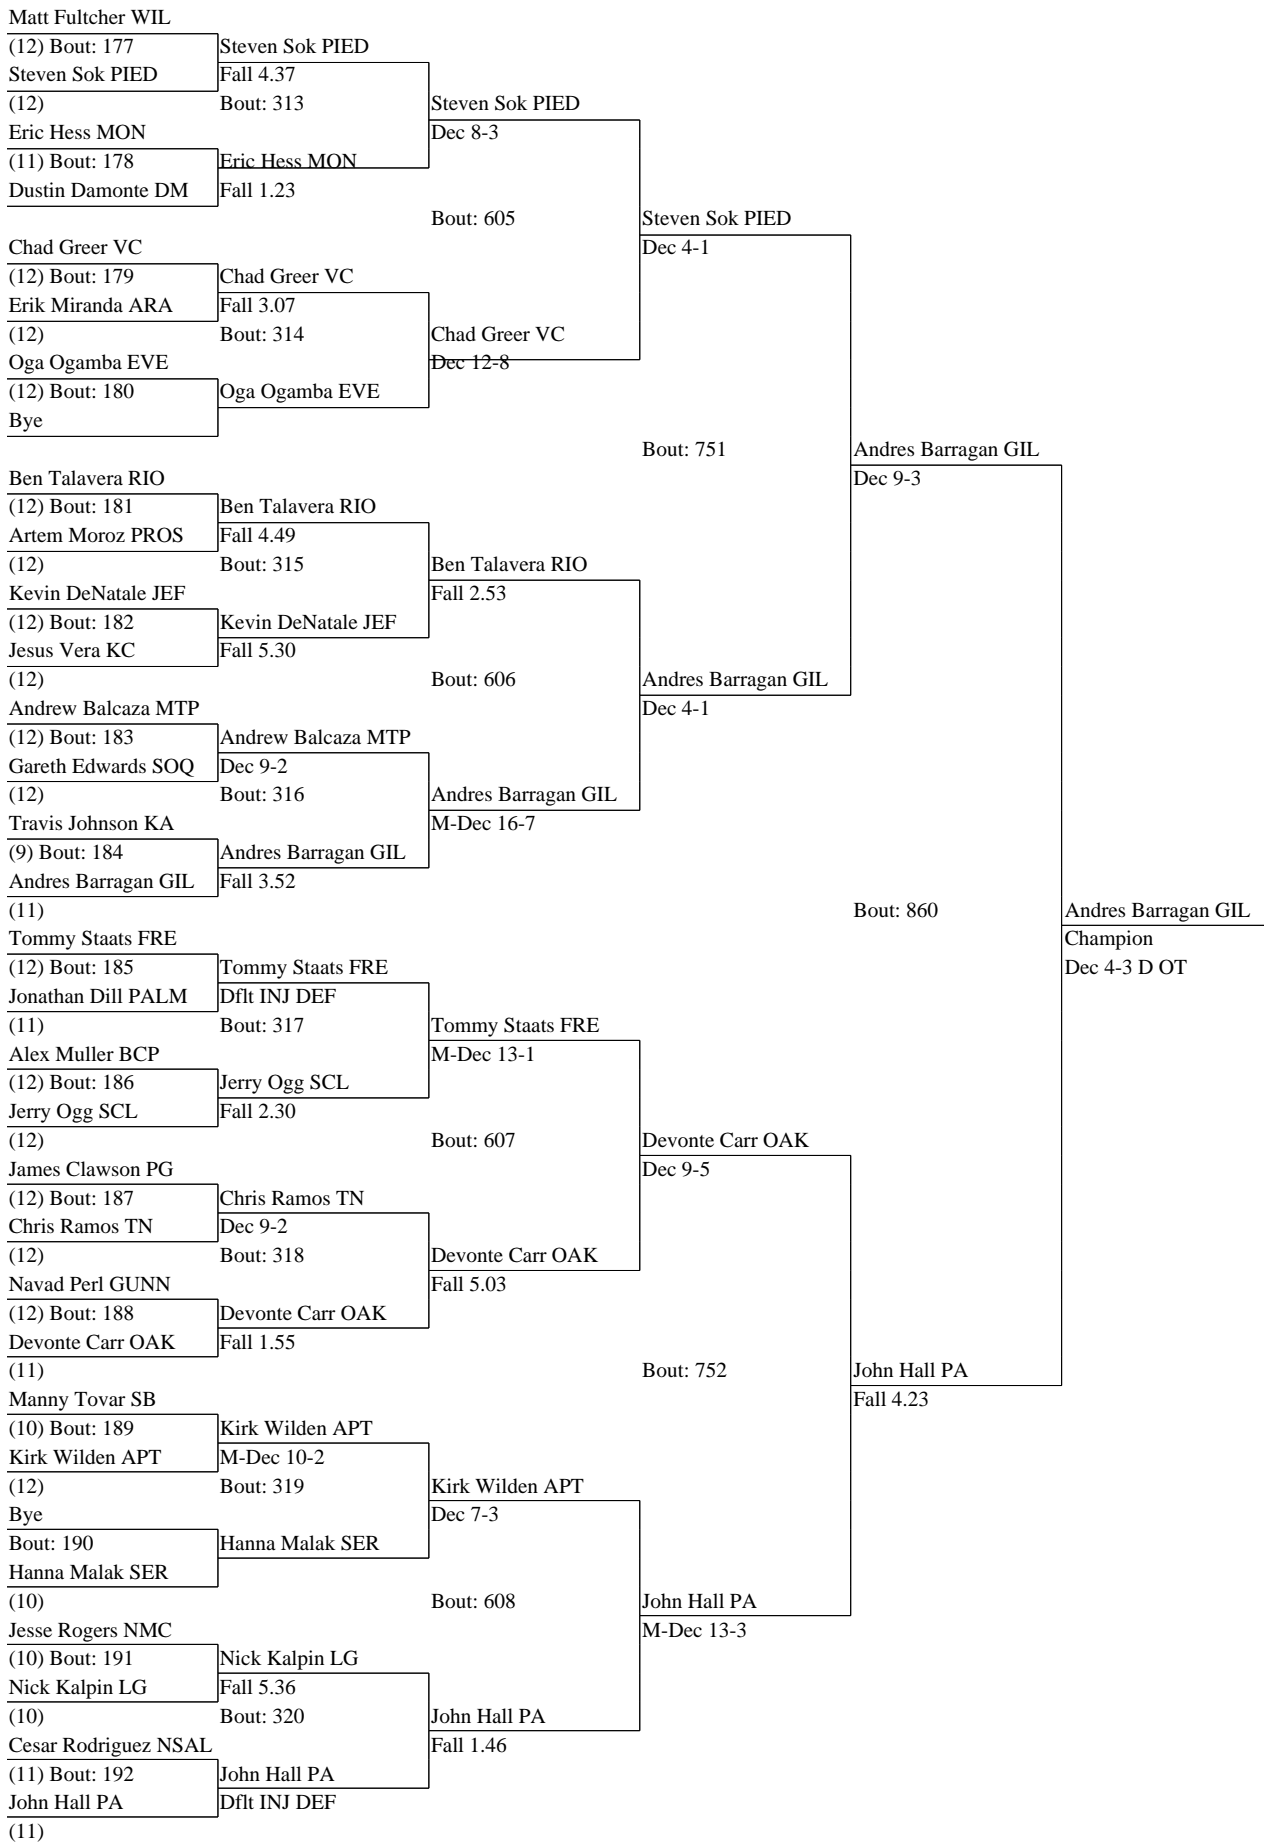 Matt Fultcher WIL
(12) Bout: 177
Steven Sok PIED
Steven Sok PIED
Fall 4.37
(12)
Bout: 313
Steven Sok PIED
Eric Hess MON
Dec 8-3
(11) Bout: 178
Eric Hess MON
Dustin Damonte DM
Fall 1.23
Bout: 605
Steven Sok PIED
Chad Greer VC
Dec 4-1
(12) Bout: 179
Chad Greer VC
Erik Miranda ARA
Fall 3.07
(12)
Bout: 314
Chad Greer VC
Oga Ogamba EVE
Dec 12-8
(12) Bout: 180
Oga Ogamba EVE
Bye
Bout: 751
Andres Barragan GIL
Ben Talavera RIO
Dec 9-3
(12) Bout: 181
Ben Talavera RIO
Artem Moroz PROS
Fall 4.49
(12)
Bout: 315
Ben Talavera RIO
Kevin DeNatale JEF
Fall 2.53
(12) Bout: 182
Kevin DeNatale JEF
Jesus Vera KC
Fall 5.30
(12)
Bout: 606
Andres Barragan GIL
Andrew Balcaza MTP
Dec 4-1
(12) Bout: 183
Andrew Balcaza MTP
Gareth Edwards SOQ
Dec 9-2
(12)
Bout: 316
Andres Barragan GIL
Travis Johnson KA
M-Dec 16-7
(9) Bout: 184
Andres Barragan GIL
Andres Barragan GIL
Fall 3.52
(11)
Bout: 860
Andres Barragan GIL
Tommy Staats FRE
Champion
(12) Bout: 185
Tommy Staats FRE
Dec 4-3 D OT
Jonathan Dill PALM
Dflt INJ DEF
(11)
Bout: 317
Tommy Staats FRE
Alex Muller BCP
M-Dec 13-1
(12) Bout: 186
Jerry Ogg SCL
Jerry Ogg SCL
Fall 2.30
(12)
Bout: 607
Devonte Carr OAK
James Clawson PG
Dec 9-5
(12) Bout: 187
Chris Ramos TN
Chris Ramos TN
Dec 9-2
(12)
Bout: 318
Devonte Carr OAK
Navad Perl GUNN
Fall 5.03
(12) Bout: 188
Devonte Carr OAK
Devonte Carr OAK
Fall 1.55
(11)
Bout: 752
John Hall PA
Manny Tovar SB
Fall 4.23
(10) Bout: 189
Kirk Wilden APT
Kirk Wilden APT
M-Dec 10-2
(12)
Bout: 319
Kirk Wilden APT
Bye
Dec 7-3
Bout: 190
Hanna Malak SER
Hanna Malak SER
(10)
Bout: 608
John Hall PA
Jesse Rogers NMC
M-Dec 13-3
(10) Bout: 191
Nick Kalpin LG
Nick Kalpin LG
Fall 5.36
(10)
Bout: 320
John Hall PA
Cesar Rodriguez NSAL
Fall 1.46
(11) Bout: 192
John Hall PA
John Hall PA
Dflt INJ DEF
(11)